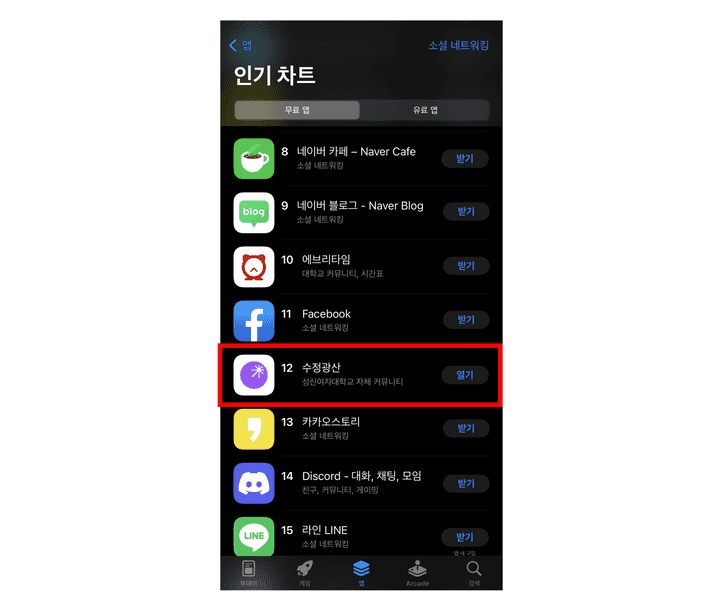 앱
소셜 네트워킹
인기 차트
무료 앱
유료 앱
8 네이버 카페 – Naver Cafe
소셜 네트워킹
받기
blog
9 네이버 블로그 - Naver Blog
소셜 네트워킹
받기
10 에브리타임
대학교 커뮤니티, 시간표
받기
11 Facebook
소셜 네트워킹
받기
12 수정광산
성신여자대학교 자체 커뮤니티
열기
13 카카오스토리
소셜 네트워킹
받기
14 Discord - 대화, 채팅, 모임
친구, 커뮤니티, 게이밍
받기
LINE
15 라인 LINE
소셜 네트워킹
받기
앱 내 구입
투데이
게임
앱
Arcade
검색